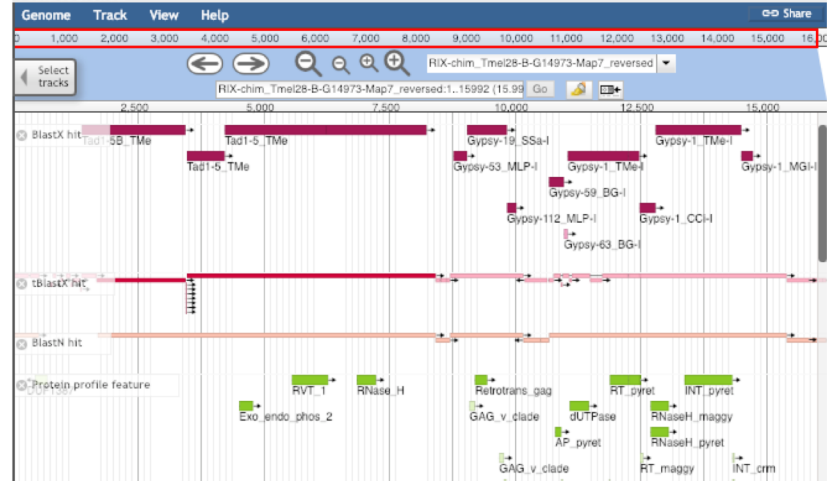 Genome Track View Help Share
0 1,000 2,000 3,000 4,000 5,000 6,000 7,000 8,000 9,000 10,000 11,000 12,000 13,000 14,000 15,000 16,00
Select
tracks
RIX-chim_Tmel28-B-G14973-Map7_reversed
RIX-chim_Tmel28-B-G14973-Map7_reversed:1..15992 (15.99 Go
2,500 5,000 7,500 10,000 12,500 15,000
BlastX hit
Tad1-5B_TMe Tad1-5_TMe Gypsy-19_SSa-I Gypsy-1_TMe-I
Tad1-5_TMe Gypsy-53_MLP-I Gypsy-1_TMe-I Gypsy-1_MGI-I
Gypsy-59_BG-I
Gypsy-112_MLP-I Gypsy-1_CCI-I
Gypsy-63_BG-I
tBlastX hit
BlastN hit
Protein profile feature
DUF1387 RVT_1 RNase_H Retrotrans_gag RT_pyret INT_pyret
Exo_endo_phos_2 GAG_v_clade dUTPase RNaseH_maggy
AP_pyret RNaseH_pyret
GAG_v_clade RT_maggy INT_crm